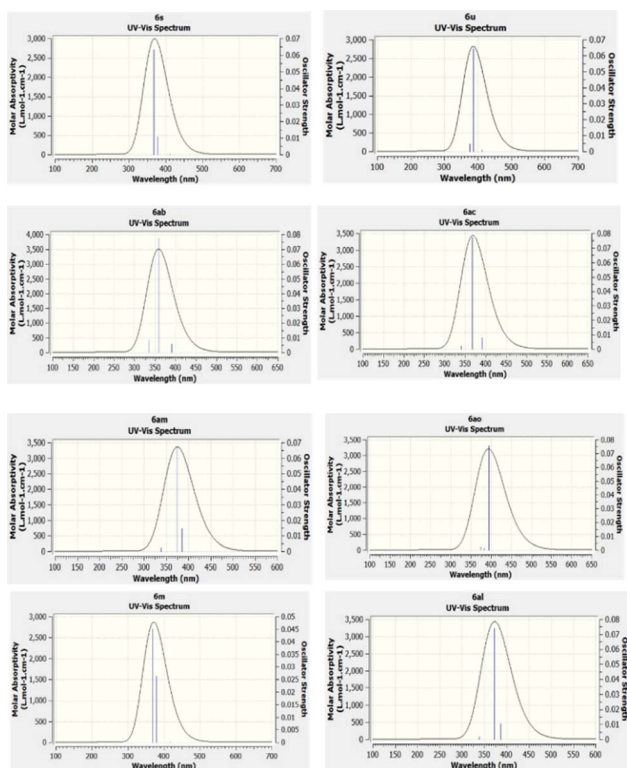 6s
UV-Vis Spectrum
Molar Absorptivity
(L.mol-1.cm-1)
3,000
2,500
2,000
1,500
1,000
500
0
0.07
0.06
0.05
0.04
0.03
0.02
0.01
0
Oscillator Strength
100 200 300 400 500 600 700
Wavelength (nm)
6u
UV-Vis Spectrum
Molar Absorptivity
(L.mol-1.cm-1)
3,000
2,500
2,000
1,500
1,000
500
0
0.07
0.06
0.05
0.04
0.03
0.02
0.01
0
Oscillator Strength
100 200 300 400 500 600 700
Wavelength (nm)
6ab
UV-Vis Spectrum
Molar Absorptivity
(L.mol-1.cm-1)
4,000
3,500
3,000
2,500
2,000
1,500
1,000
500
0
0.08
0.07
0.06
0.05
0.04
0.03
0.02
0.01
0
Oscillator Strength
100 150 200 250 300 350 400 450 500 550 600 650
Wavelength (nm)
6ac
UV-Vis Spectrum
Molar Absorptivity
(L.mol-1.cm-1)
3,500
3,000
2,500
2,000
1,500
1,000
500
0
0.08
0.07
0.06
0.05
0.04
0.03
0.02
0.01
0
Oscillator Strength
100 150 200 250 300 350 400 450 500 550 600 650
Wavelength (nm)
6am
UV-Vis Spectrum
Molar Absorptivity
(L.mol-1.cm-1)
3,500
3,000
2,500
2,000
1,500
1,000
500
0
0.07
0.06
0.05
0.04
0.03
0.02
0.01
0
Oscillator Strength
100 150 200 250 300 350 400 450 500 550 600
Wavelength (nm)
6ao
UV-Vis Spectrum
Molar Absorptivity
(L.mol-1.cm-1)
3,500
3,000
2,500
2,000
1,500
1,000
500
0
0.08
0.07
0.06
0.05
0.04
0.03
0.02
0.01
0
Oscillator Strength
100 150 200 250 300 350 400 450 500 550 600 650
Wavelength (nm)
6m
UV-Vis Spectrum
Molar Absorptivity
(L.mol-1.cm-1)
3,000
2,500
2,000
1,500
1,000
500
0
0.05
0.045
0.04
0.035
0.03
0.025
0.02
0.015
0.01
0.005
0
Oscillator Strength
100 200 300 400 500 600 700
Wavelength (nm)
6al
UV-Vis Spectrum
Molar Absorptivity
(L.mol-1.cm-1)
3,500
3,000
2,500
2,000
1,500
1,000
500
0
0.08
0.07
0.06
0.05
0.04
0.03
0.02
0.01
0
Oscillator Strength
100 150 200 250 300 350 400 450 500 550 600
Wavelength (nm)